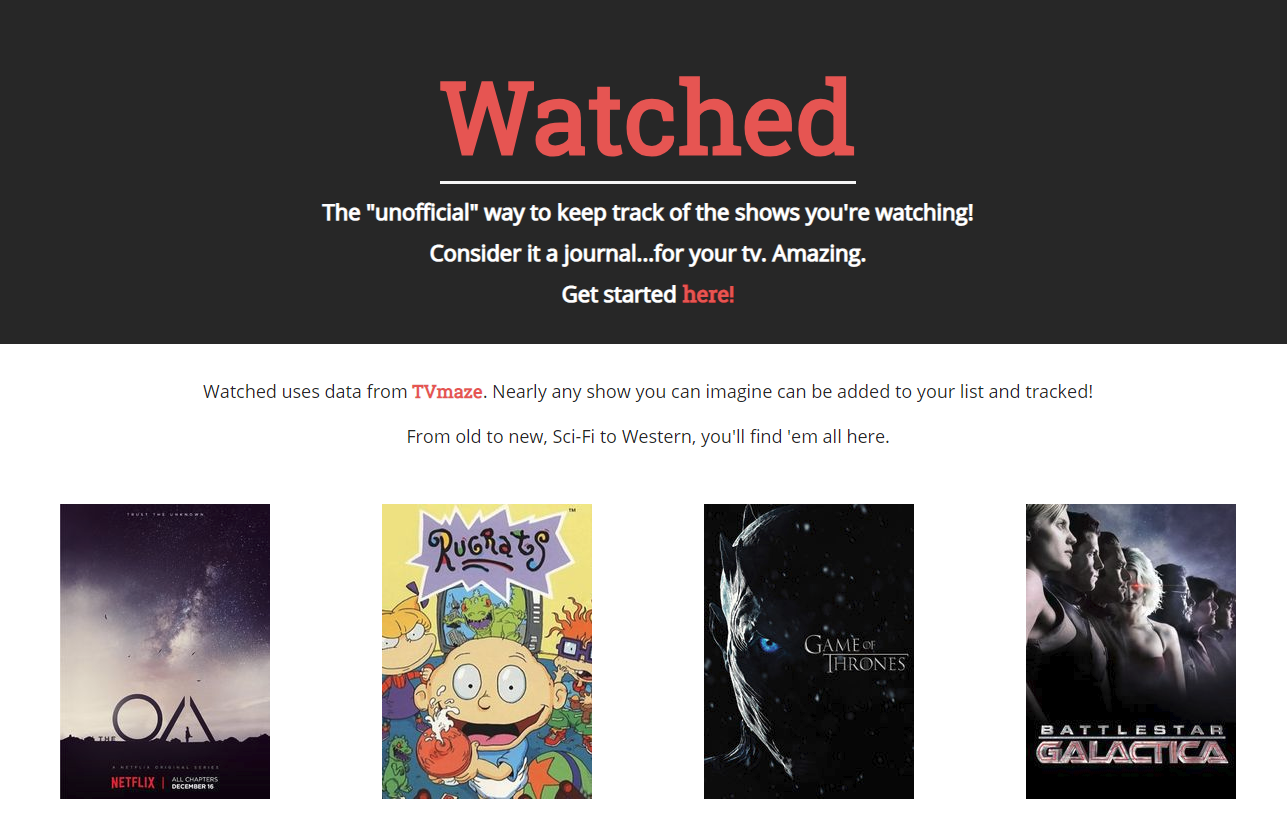 Watched
The "unofficial" way to keep track of the shows you're watching!
Consider it a journal...for your tv. Amazing.
Get started here!
Watched uses data from TVmaze. Nearly any show you can imagine can be added to your list and tracked!
From old to new, Sci-Fi to Western, you'll find 'em all here.
TRUST THE UNKNOWN
THE OA
A NETFLIX ORIGINAL SERIES
NETFLIX | ALL CHAPTERS
DECEMBER 16
RUGRATS™
GAME OF
THRONES
BATTLESTAR
GALACTICA